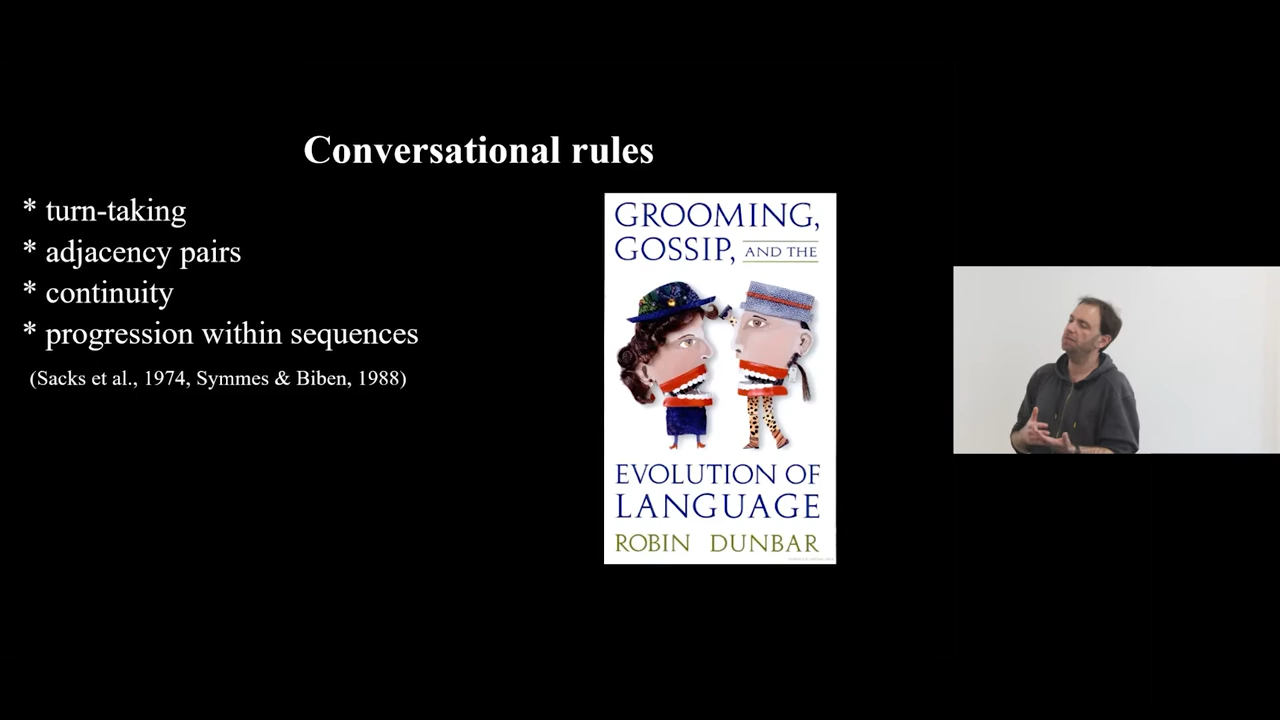 Conversational rules
* turn-taking
* adjacency pairs
* continuity
* progression within sequences
(Sacks et al., 1974, Symmes & Biben, 1988)
GROOMING,
GOSSIP, AND THE
EVOLUTION OF
LANGUAGE
ROBIN DUNBAR